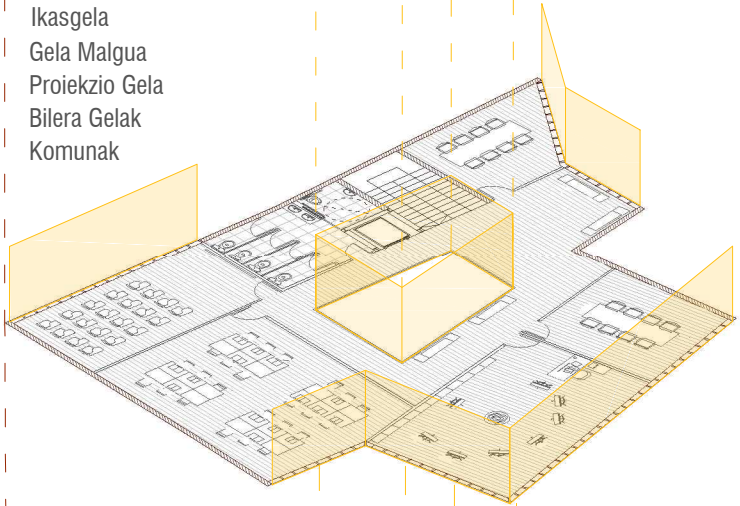 Ikasgela
Gela Malgua
Proiekzio Gela
Bilera Gelak
Komunak